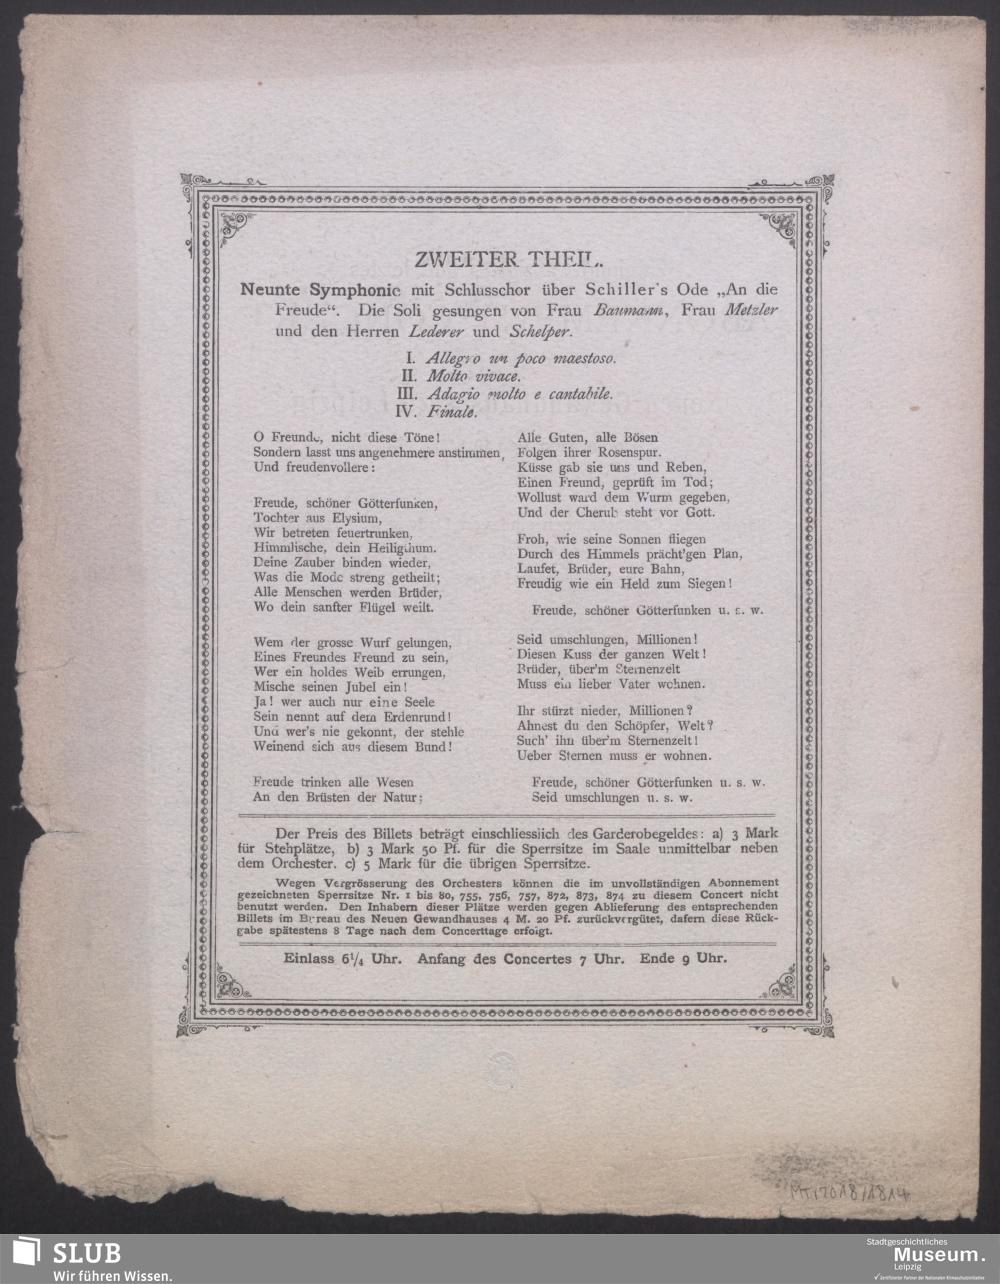 ZWEITER THEIL.
Neunte Symphonie mit Schlusschor über Schiller's Ode „An die
Freude“. Die Soli gesungen von Frau Baumann, Frau Metzler
und den Herren Lederer und Schelper.
I. Allegro un poco maestoso.
II. Molto vivace.
III. Adagio molto e cantabile.
IV. Finale.
O Freunde, nicht diese Töne!
Sondern lasst uns angenehmere anstimmen,
Und freudenvollere:
Freude, schöner Götterfunken,
Tochter aus Elysium,
Wir betreten feuertrunken,
Himmlische, dein Heiligthum.
Deine Zauber binden wieder,
Was die Mode streng getheilt;
Alle Menschen werden Brüder,
Wo dein sanfter Flügel weilt.
Wem der grosse Wurf gelungen,
Eines Freundes Freund zu sein,
Wer ein holdes Weib errungen,
Mische seinen Jubel ein!
Ja! wer auch nur eine Seele
Sein nennt auf dem Erdenrund!
Und wer's nie gekonnt, der stehle
Weinend sich aus diesem Bund!
Freude trinken alle Wesen
An den Brüsten der Natur;
Alle Guten, alle Bösen
Folgen ihrer Rosenspur.
Küsse gab sie uns und Reben,
Einen Freund, geprüft im Tod;
Wollust ward dem Wurm gegeben,
Und der Cherub steht vor Gott.
Froh, wie seine Sonnen fliegen
Durch des Himmels prächt'gen Plan,
Laufet, Brüder, eure Bahn,
Freudig wie ein Held zum Siegen!
Freude, schöner Götterfunken u. s. w.
Seid umschlungen, Millionen!
Diesen Kuss der ganzen Welt!
Brüder, über'm Sternenzelt
Muss ein lieber Vater wohnen.
Ihr stürzt nieder, Millionen?
Ahnest du den Schöpfer, Welt?
Such' ihn über'm Sternenzelt!
Ueber Sternen muss er wohnen.
Freude, schöner Götterfunken u. s. w.
Seid umschlungen u. s. w.
Der Preis des Billets beträgt einschliesslich des Garderobegeldes: a) 3 Mark
für Stehplätze, b) 3 Mark 50 Pf. für die Sperrsitze im Saale unmittelbar neben
dem Orchester. c) 5 Mark für die übrigen Sperrsitze.
Wegen Vergrösserung des Orchesters können die im unvollständigen Abonnement
gezeichneten Sperrsitze Nr. 1 bis 80, 755, 756, 757, 872, 873, 874 zu diesem Concert nicht
benutzt werden. Den Inhabern dieser Plätze werden gegen Ablieferung des entsprechenden
Billets im Bureau des Neuen Gewandhauses 4 M. 20 Pf. zurückvergütet, dafern diese Rück-
gabe spätestens 8 Tage nach dem Concerttage erfolgt.
Einlass 6¼ Uhr. Anfang des Concertes 7 Uhr. Ende 9 Uhr.
MT/2018/1814
SLUB
Wir führen Wissen.
Stadtgeschichtliches
Museum.
Leipzig
Zertifizierter Partner der Nationalen Klimaschutzinitiative